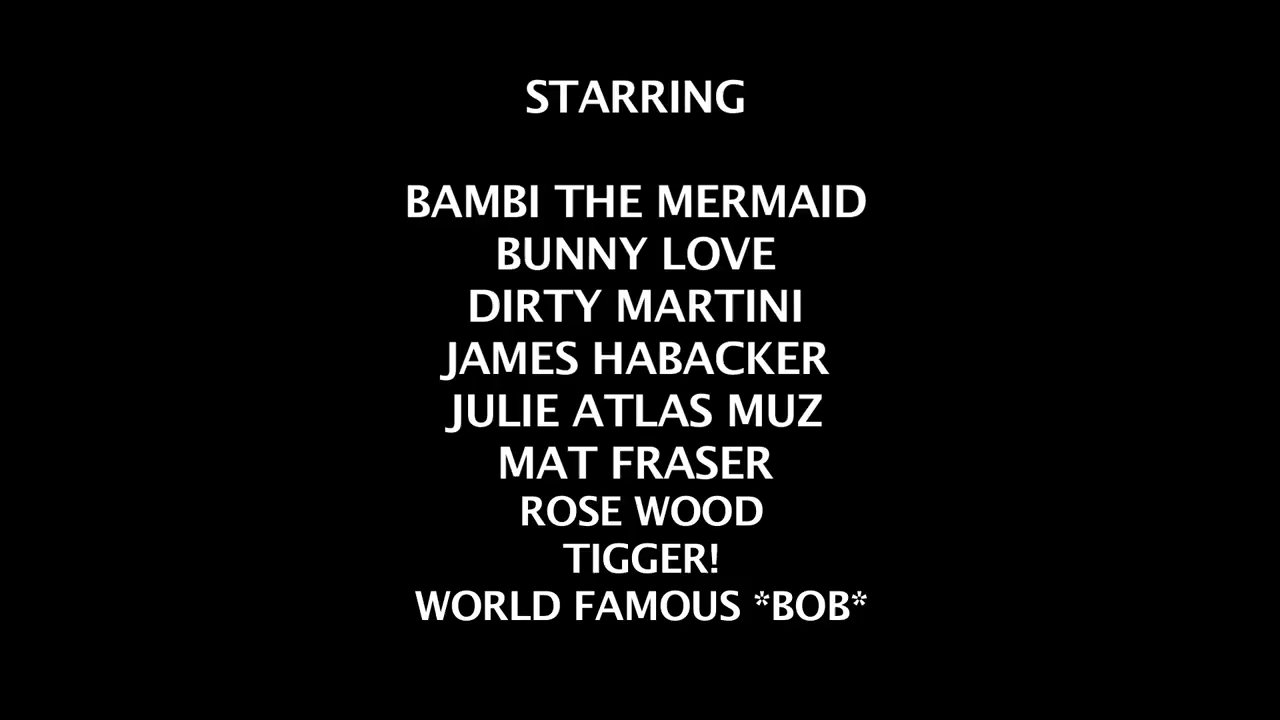 STARRING
BAMBI THE MERMAID
BUNNY LOVE
DIRTY MARTINI
JAMES HABACKER
JULIE ATLAS MUZ
MAT FRASER
ROSE WOOD
TIGGER!
WORLD FAMOUS *BOB*